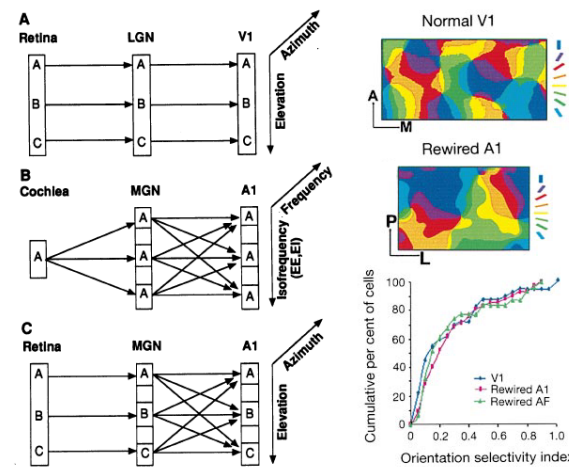 A
Retina LGN V1
Azimuth
A A A
B B B
C C C
Elevation
B
Cochlea MGN A1
Frequency
A A
A A A
A A
Isofrequency
(EE,EI)
C
Retina MGN A1
Azimuth
A A A
B B B
C C C
Elevation
Normal V1
A
M
Rewired A1
P
L
Cumulative per cent of cells
100
80
60
40
20
0
V1
Rewired A1
Rewired AF
0 0.2 0.4 0.6 0.8 1.0
Orientation selectivity inde